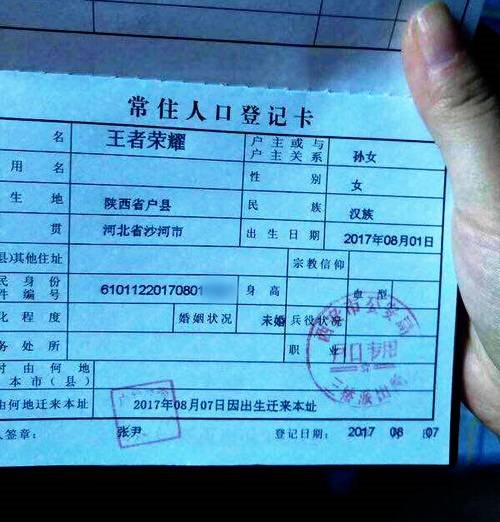 常住人口登记卡
名 王者荣耀 户主或与户主关系 孙女
用名 性别 女
生地 陕西省户县 民族 汉族
贯 河北省沙河市 出生日期 2017年08月01日
县)其他住址 宗教信仰
民身份件编号 61011220170801 身高 血型
化程度 婚姻状况 未婚 兵役状况
务处所 职业
时由何地本市(县)
由何地迁来本址 2017年08月07日因出生迁来本址
人签章: 张尹 登记日期: 2017 08 07
户口专用